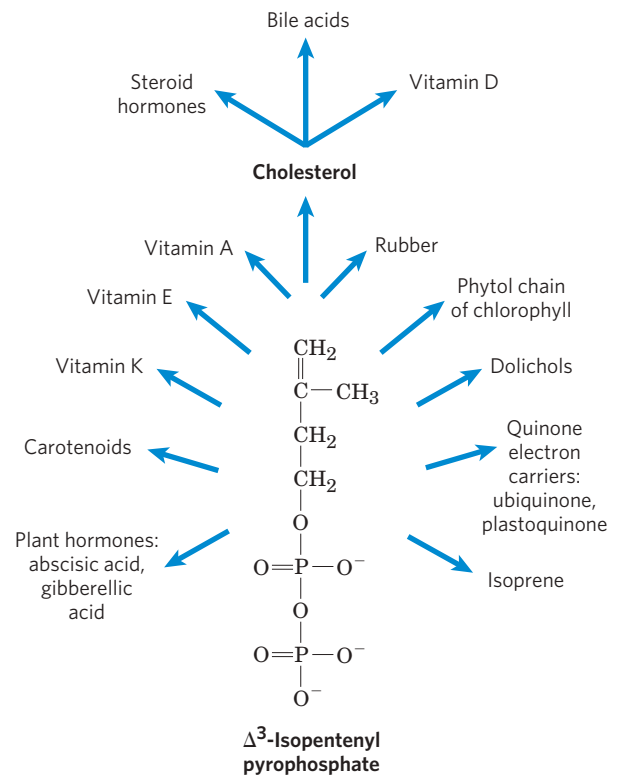 Bile acids
Steroid
hormones
Vitamin D
Cholesterol
Vitamin A
Rubber
Vitamin E
Phytol chain
of chlorophyll
Vitamin K
Dolichols
Carotenoids
Quinone
electron
carriers:
ubiquinone,
plastoquinone
Plant hormones:
abscisic acid,
gibberellic
acid
Isoprene
CH₂
C—CH₃
CH₂
CH₂
O
O=P—O⁻
O
O=P—O⁻
O⁻
Δ³-Isopentenyl
pyrophosphate